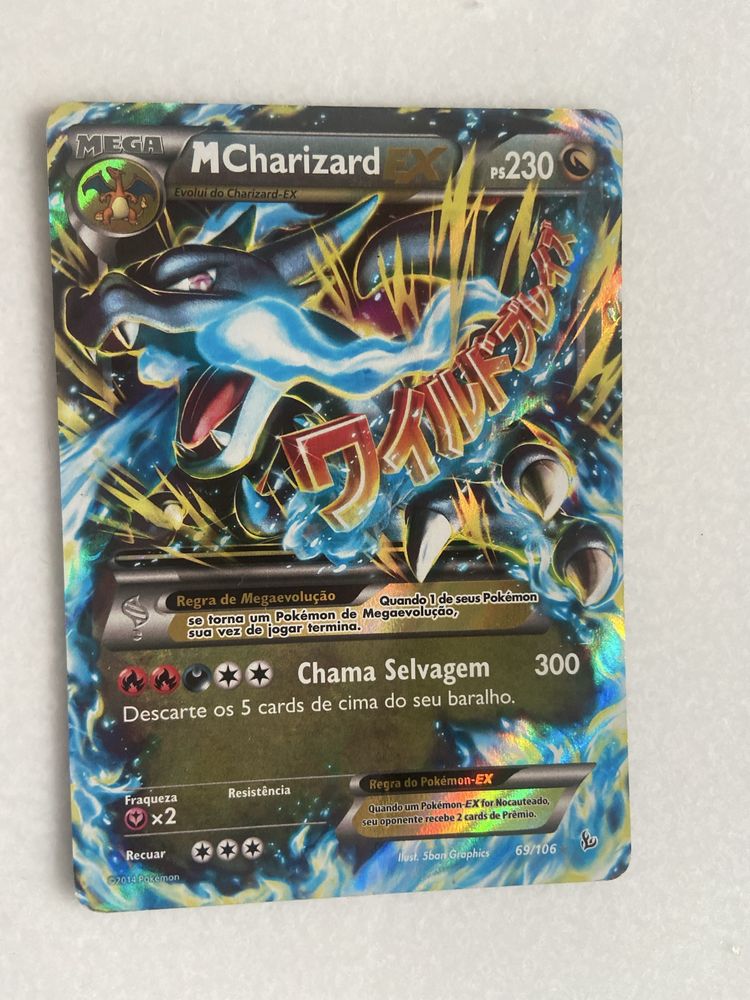 MEGA
MCharizard EX
PS230
Evolui do Charizard-EX
ワイルドブレイズ
Regra de Megaevolução Quando 1 de seus Pokémon
se torna um Pokémon de Megaevolução,
sua vez de jogar termina.
Chama Selvagem 300
Descarte os 5 cards de cima do seu baralho.
Fraqueza
×2
Resistência
Recuar
Regra do Pokémon-EX
Quando um Pokémon-EX for Nocauteado,
seu oponente recebe 2 cards de Prêmio.
Ilust. 5ban Graphics
69/106
©2014 Pokémon